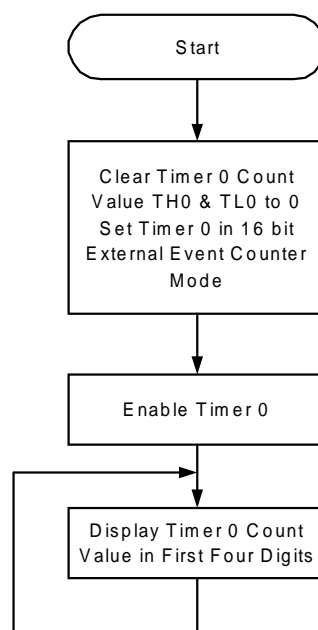 Start
Clear Timer 0 Count
Value TH0 & TL0 to 0
Set Timer 0 in 16 bit
External Event Counter
Mode
Enable Timer 0
Display Timer 0 Count
Value in First Four Digits